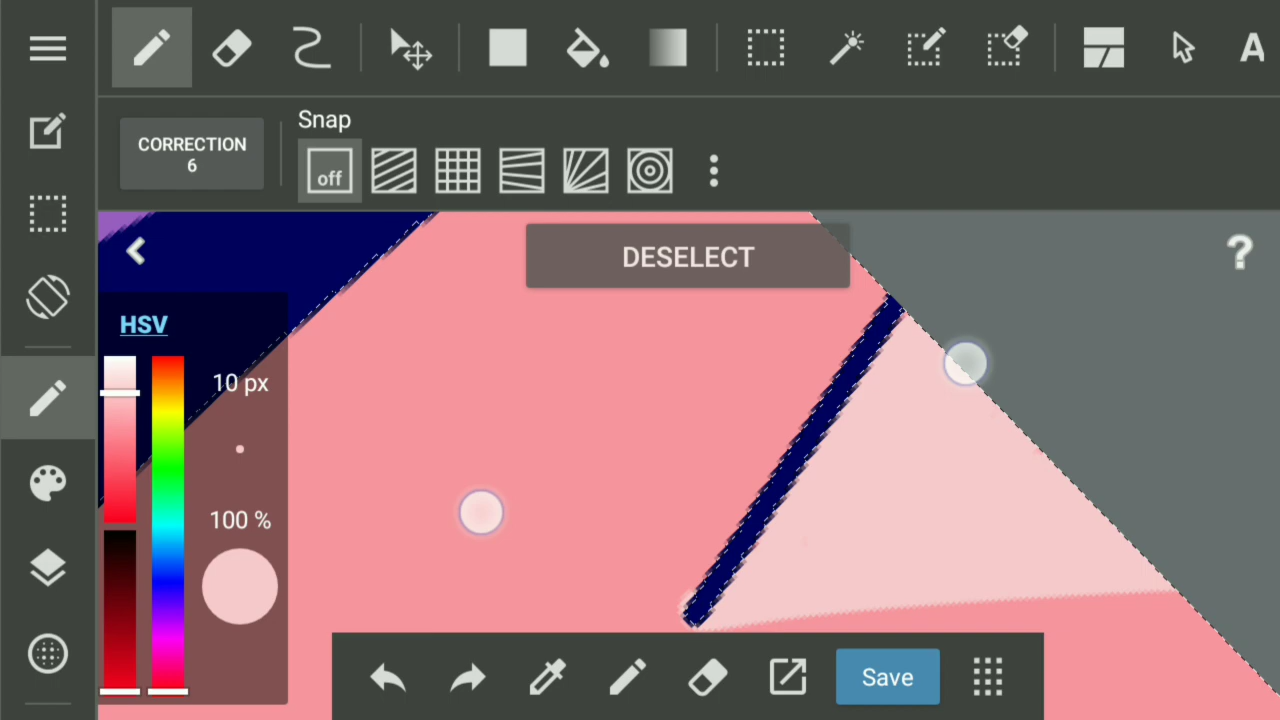 A
CORRECTION
6
Snap
off
DESELECT
?
HSV
10 px
100 %
Save